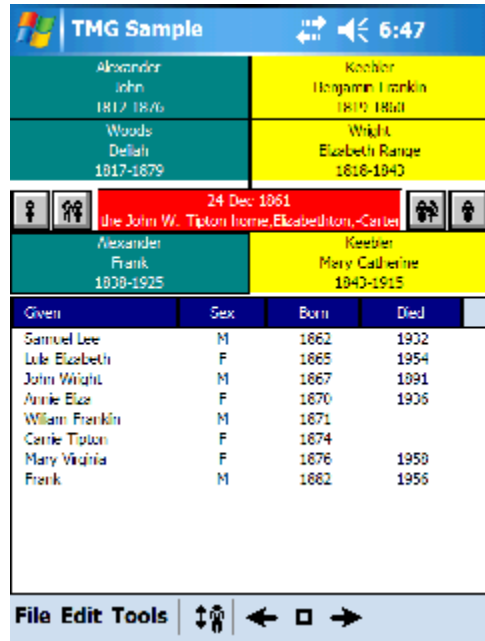 TMG Sample 6:47
Alexander
John
1812-1876
Keebler
Benjamin Franklin
1819-1860
Woods
Delilah
1817-1879
Wright
Elizabeth Range
1818-1843
24 Dec 1861
the John W. Tipton home,Elizabethton,-Carter
Alexander
Frank
1838-1925
Keebler
Mary Catherine
1843-1915
Given Sex Born Died
Samuel Lee M 1862 1932
Lula Elizabeth F 1865 1954
John Wright M 1867 1891
Annie Eliza F 1870 1936
William Franklin M 1871
Carrie Tipton F 1874
Mary Virginia F 1876 1958
Frank M 1882 1956
File Edit Tools